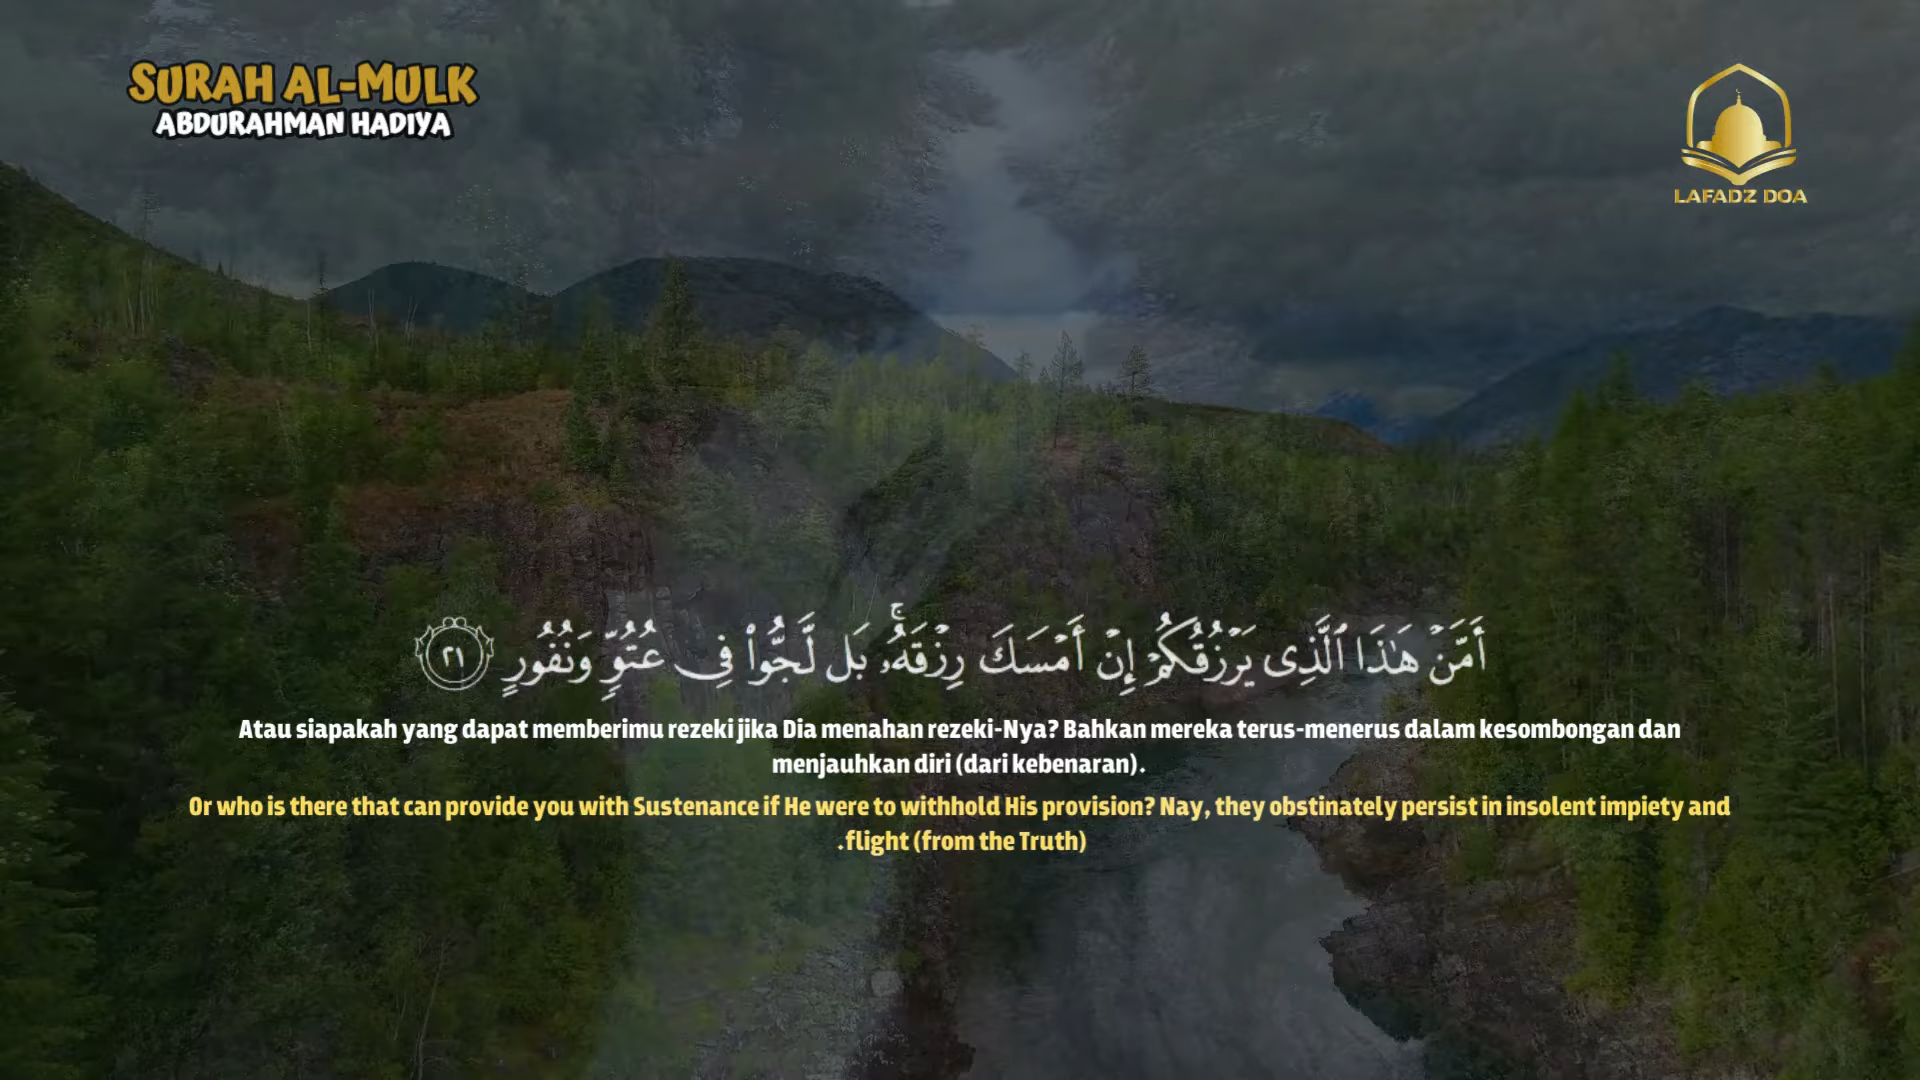 SURAH AL-MULK
ABDURAHMAN HADIYA
LAFADZ DOA
أَمَّنْ هَـٰذَا ٱلَّذِى يَرْزُقُكُمْ إِنْ أَمْسَكَ رِزْقَهُۥۚ بَل لَّجُّوا۟ فِى عُتُوٍّ وَنُفُورٍ ٢١
Atau siapakah yang dapat memberimu rezeki jika Dia menahan rezeki-Nya? Bahkan mereka terus-menerus dalam kesombongan dan
menjauhkan diri (dari kebenaran).
Or who is there that can provide you with Sustenance if He were to withhold His provision? Nay, they obstinately persist in insolent impiety and
.flight (from the Truth)